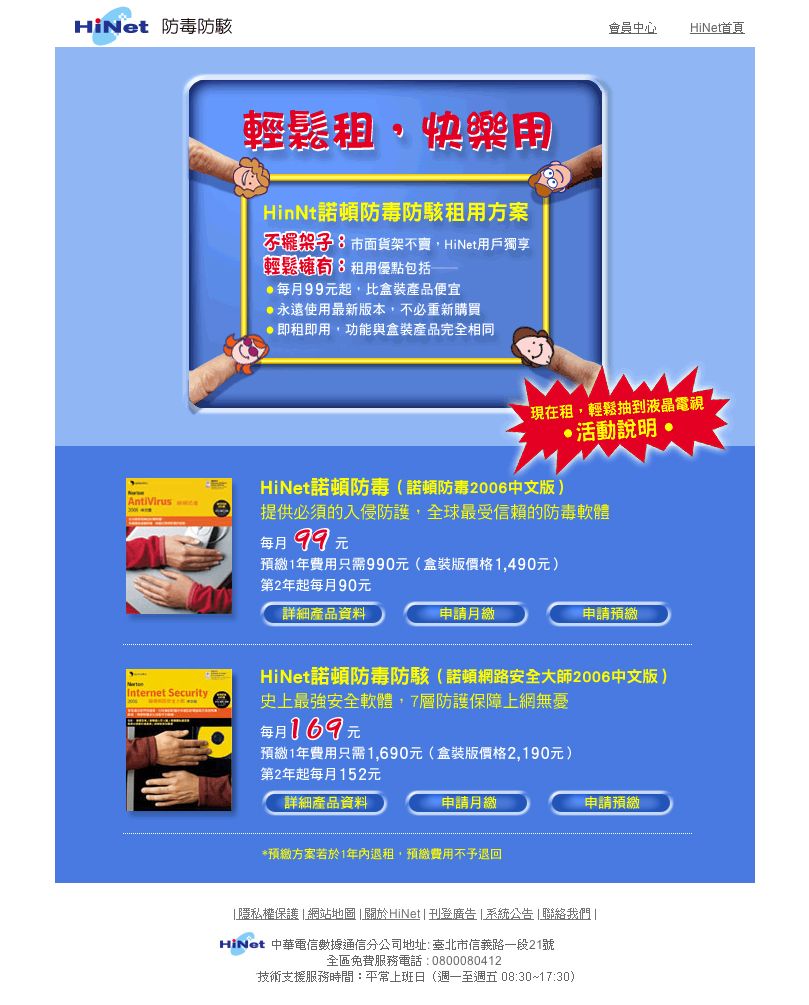 HiNet 防毒防駭
會員中心 HiNet首頁
輕鬆租，快樂用
HinNt諾頓防毒防駭租用方案
不擺架子：市面貨架不賣，HiNet用戶獨享
輕鬆擁有：租用優點包括──
•每月99元起，比盒裝產品便宜
•永遠使用最新版本，不必重新購買
•即租即用，功能與盒裝產品完全相同
現在租，輕鬆抽到液晶電視
•活動說明•
Norton
AntiVirus
2006
HiNet諾頓防毒（諾頓防毒2006中文版）
提供必須的入侵防護，全球最受信賴的防毒軟體
每月 99 元
預繳1年費用只需990元（盒裝版價格1,490元）
第2年起每月90元
詳細產品資料 申請月繳 申請預繳
Norton
Internet Security
2006
HiNet諾頓防毒防駭（諾頓網路安全大師2006中文版）
史上最強安全軟體，7層防護保障上網無憂
每月169元
預繳1年費用只需1,690元（盒裝版價格2,190元）
第2年起每月152元
詳細產品資料 申請月繳 申請預繳
*預繳方案若於1年內退租，預繳費用不予退回
| 隱私權保護 | 網站地圖 | 關於HiNet | 刊登廣告 | 系統公告 | 聯絡我們 |
HiNet 中華電信數據通信分公司地址: 臺北市信義路一段21號
全區免費服務電話 : 0800080412
技術支援服務時間：平常上班日（週一至週五 08:30~17:30）